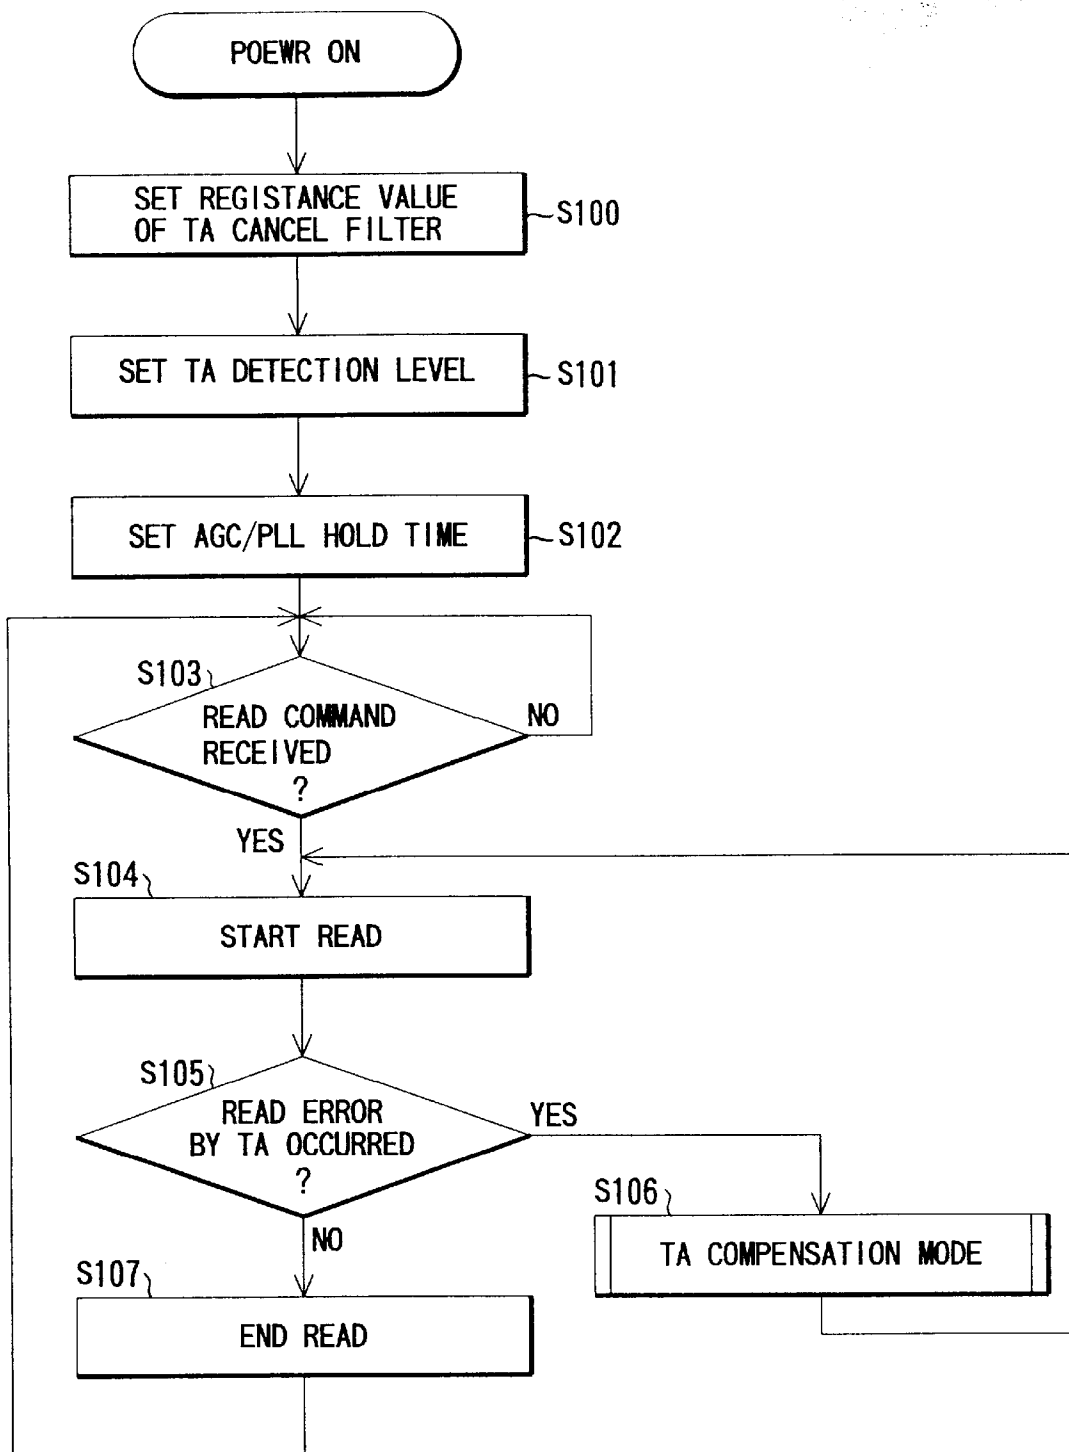 POEWR ON
SET REGISTANCE VALUE
OF TA CANCEL FILTER
S100
SET TA DETECTION LEVEL
S101
SET AGC/PLL HOLD TIME
S102
S103
READ COMMAND
RECEIVED
?
NO
YES
S104
START READ
S105
READ ERROR
BY TA OCCURRED
?
YES
NO
S106
TA COMPENSATION MODE
S107
END READ